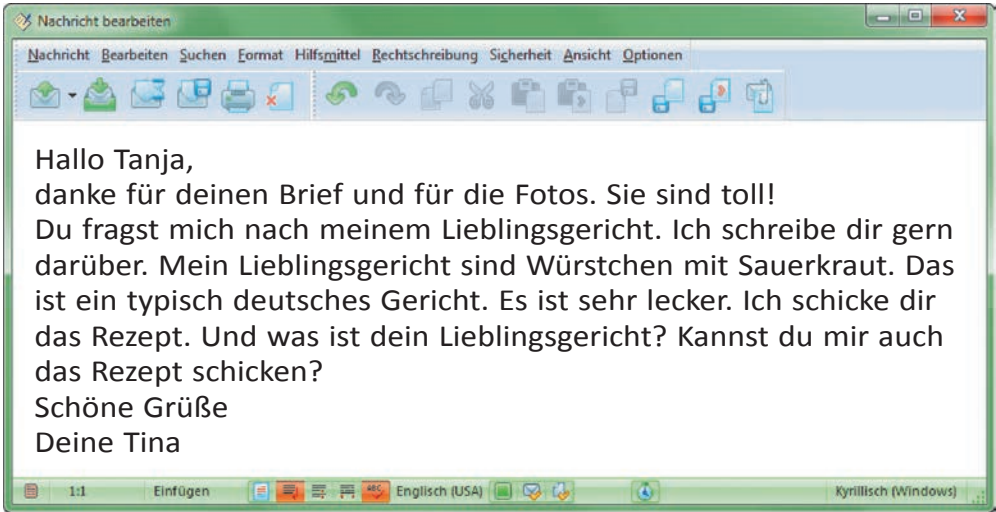 Nachricht bearbeiten
Nachricht Bearbeiten Suchen Format Hilfsmittel Rechtschreibung Sicherheit Ansicht Optionen
Hallo Tanja,
danke für deinen Brief und für die Fotos. Sie sind toll!
Du fragst mich nach meinem Lieblingsgericht. Ich schreibe dir gern
darüber. Mein Lieblingsgericht sind Würstchen mit Sauerkraut. Das
ist ein typisch deutsches Gericht. Es ist sehr lecker. Ich schicke dir
das Rezept. Und was ist dein Lieblingsgericht? Kannst du mir auch
das Rezept schicken?
Schöne Grüße
Deine Tina
1:1 Einfügen ABC Englisch (USA) Kyrillisch (Windows)